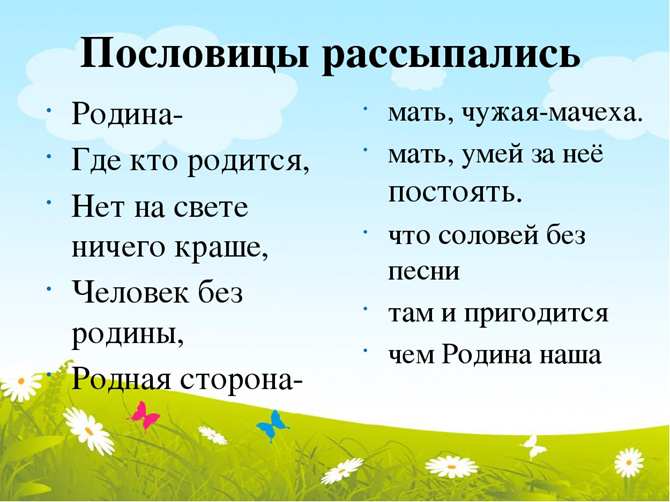 Пословицы рассыпались
Родина-
Где кто родится,
Нет на свете
ничего краше,
Человек без
родины,
Родная сторона-
мать, чужая-мачеха.
мать, умей за неё
постоять.
что соловей без
песни
там и пригодится
чем Родина наша